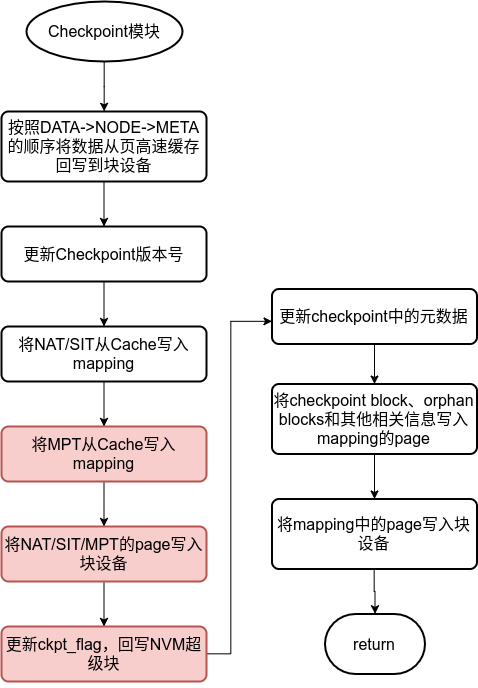 Checkpoint模块
按照DATA->NODE->META
的顺序将数据从页高速缓存
回写到块设备
更新Checkpoint版本号
将NAT/SIT从Cache写入
mapping
将MPT从Cache写入
mapping
将NAT/SIT/MPT的page写入
块设备
更新ckpt_flag，回写NVM超
级块
更新checkpoint中的元数据
将checkpoint block、orphan
blocks和其他相关信息写入
mapping的page
将mapping中的page写入块
设备
return